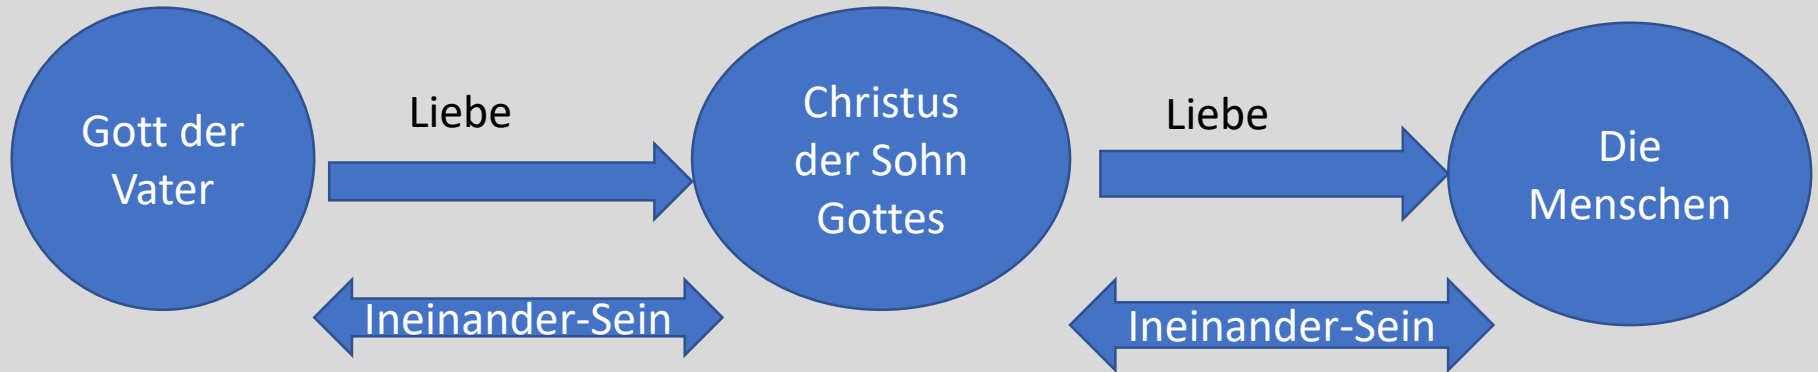 Gott der
Vater
Liebe
Christus
der Sohn
Gottes
Liebe
Die
Menschen
Ineinander-Sein
Ineinander-Sein